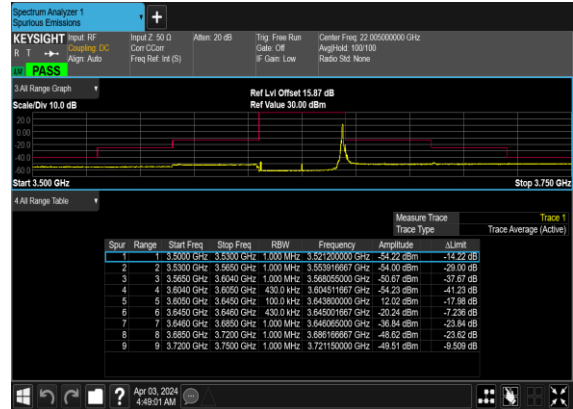 Spectrum Analyzer 1
Spurious Emissions
KEYSIGHT Input: RF Input Z: 50 Ω Atten: 20 dB Trig: Free Run Center Freq: 22.005000000 GHz
R T Coupling: DC Corr CCorr Gate: Off Avg|Hold: 100/100
Align: Auto Freq Ref: Int (S) IF Gain: Low Radio Std: None
PASS
3.All Range Graph
Ref Lvl Offset 15.87 dB
Scale/Div 10.0 dB Ref Value 30.00 dBm
20.0
0.00
-20.0
-40.0
-60.0
Start 3.500 GHz Stop 3.750 GHz
4.All Range Table
Measure Trace Trace 1
Trace Type Trace Average (Active)
Spur Range Start Freq Stop Freq RBW Frequency Amplitude ΔLimit
1 1 3.5000 GHz 3.5300 GHz 1.000 MHz 3.521200000 GHz -54.22 dBm -14.22 dB
2 2 3.5300 GHz 3.5650 GHz 1.000 MHz 3.553916667 GHz -54.00 dBm -29.00 dB
3 3 3.5650 GHz 3.6040 GHz 1.000 MHz 3.568055000 GHz -50.67 dBm -37.67 dB
4 4 3.6040 GHz 3.6050 GHz 430.0 kHz 3.604511667 GHz -54.23 dBm -41.23 dB
5 5 3.6050 GHz 3.6450 GHz 100.0 kHz 3.643800000 GHz 12.02 dBm -17.98 dB
6 6 3.6450 GHz 3.6460 GHz 430.0 kHz 3.645001667 GHz -20.24 dBm -7.236 dB
7 7 3.6460 GHz 3.6850 GHz 1.000 MHz 3.646065000 GHz -36.84 dBm -23.84 dB
8 8 3.6850 GHz 3.7200 GHz 1.000 MHz 3.686166667 GHz -48.62 dBm -23.62 dB
9 9 3.7200 GHz 3.7500 GHz 1.000 MHz 3.721150000 GHz -49.51 dBm -9.509 dB
? Apr 03, 2024
4:49:01 AM